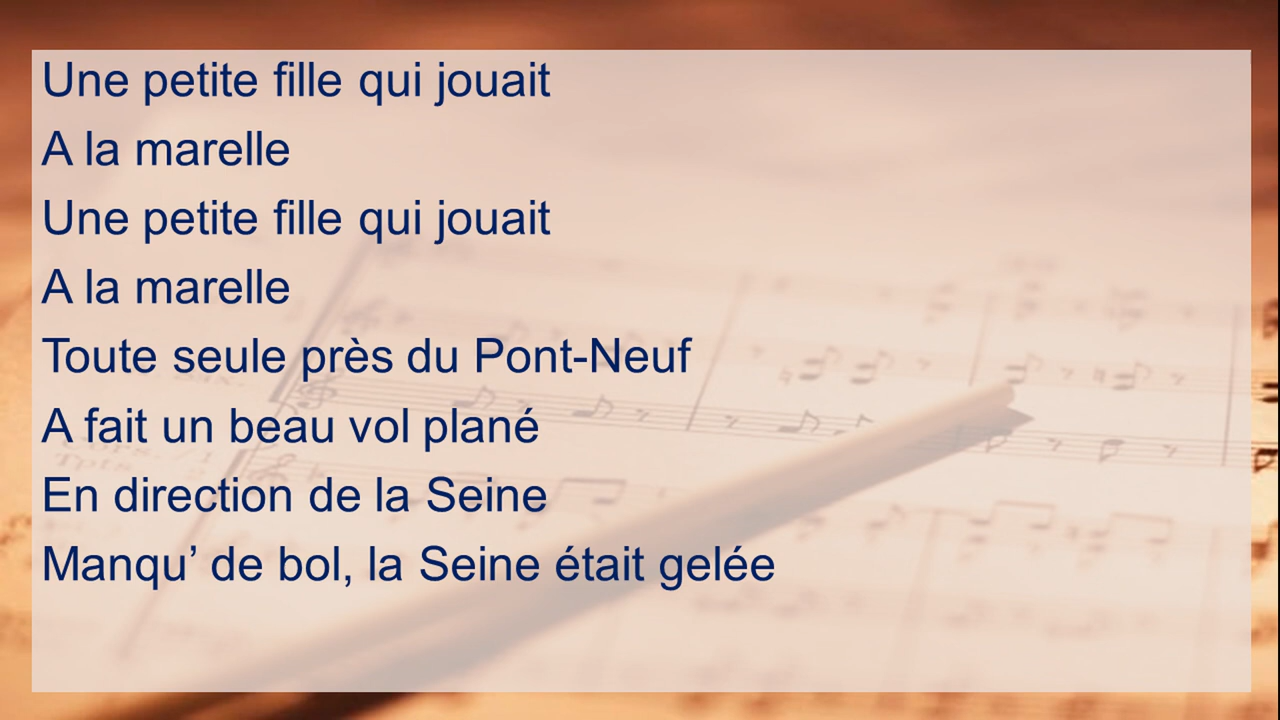 Une petite fille qui jouait
A la marelle
Une petite fille qui jouait
A la marelle
Toute seule près du Pont-Neuf
A fait un beau vol plané
En direction de la Seine
Manqu’ de bol, la Seine était gelée